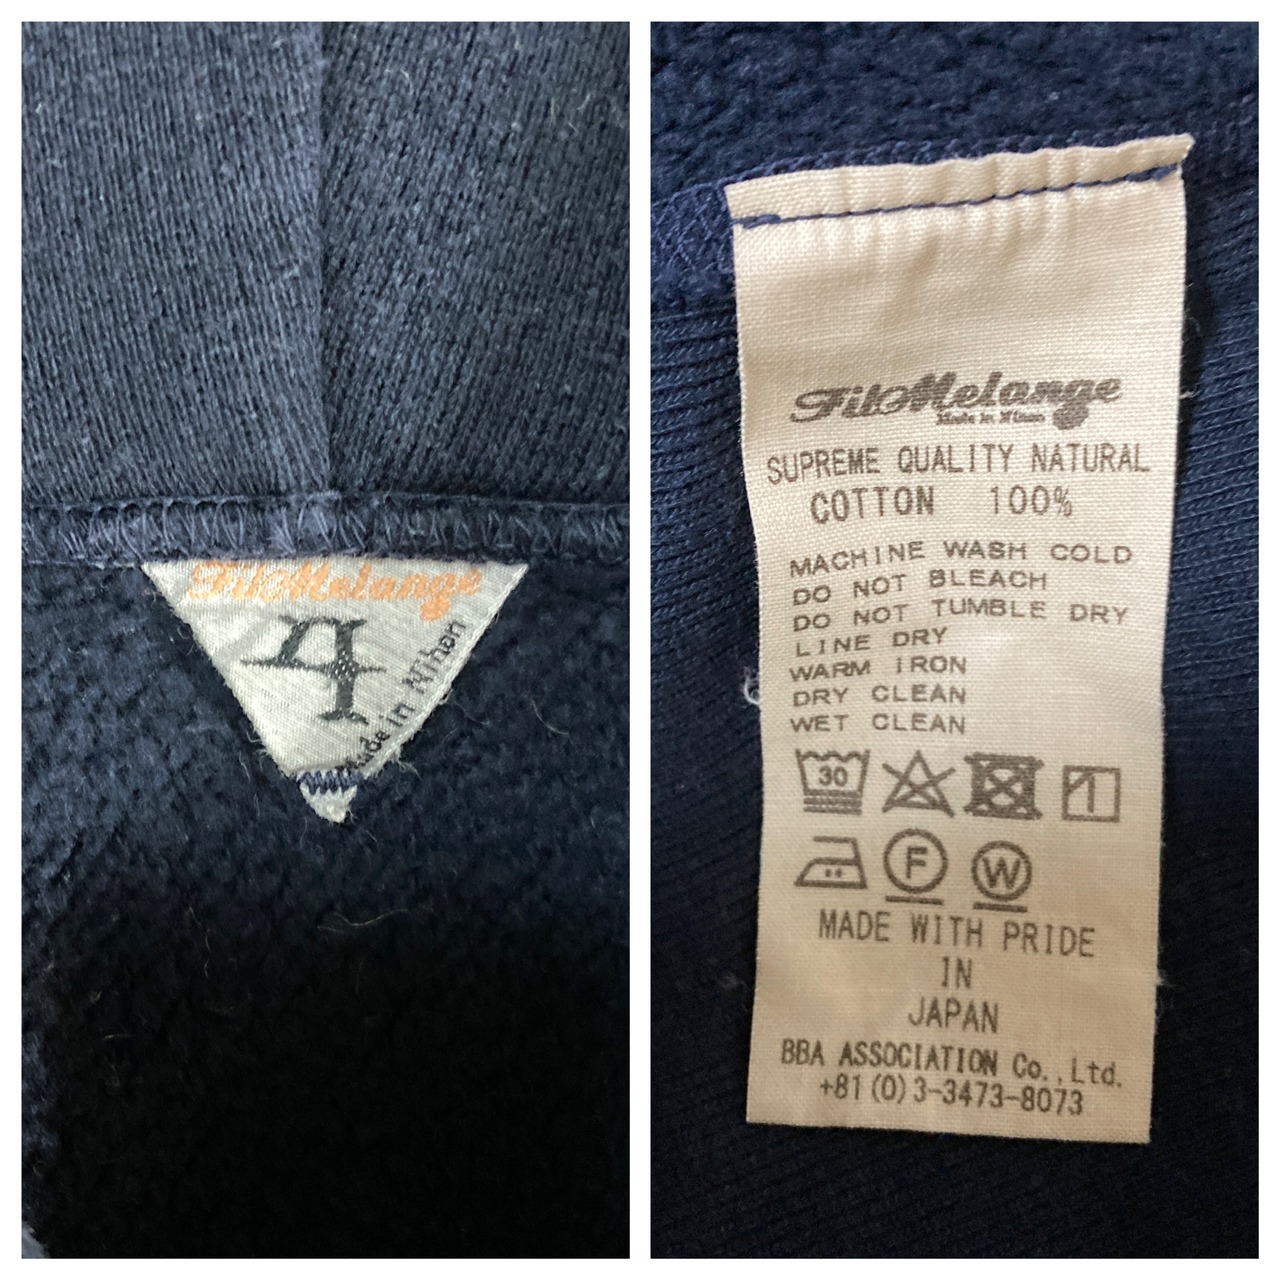 FilMelange
4
Made in Nihon
FilMelange
Made in Nihon
SUPREME QUALITY NATURAL
COTTON 100%
MACHINE WASH COLD
DO NOT BLEACH
DO NOT TUMBLE DRY
LINE DRY
WARM IRON
DRY CLEAN
WET CLEAN
30
F W
MADE WITH PRIDE
IN
JAPAN
BBA ASSOCIATION Co.,Ltd.
+81(0)3-3473-8073